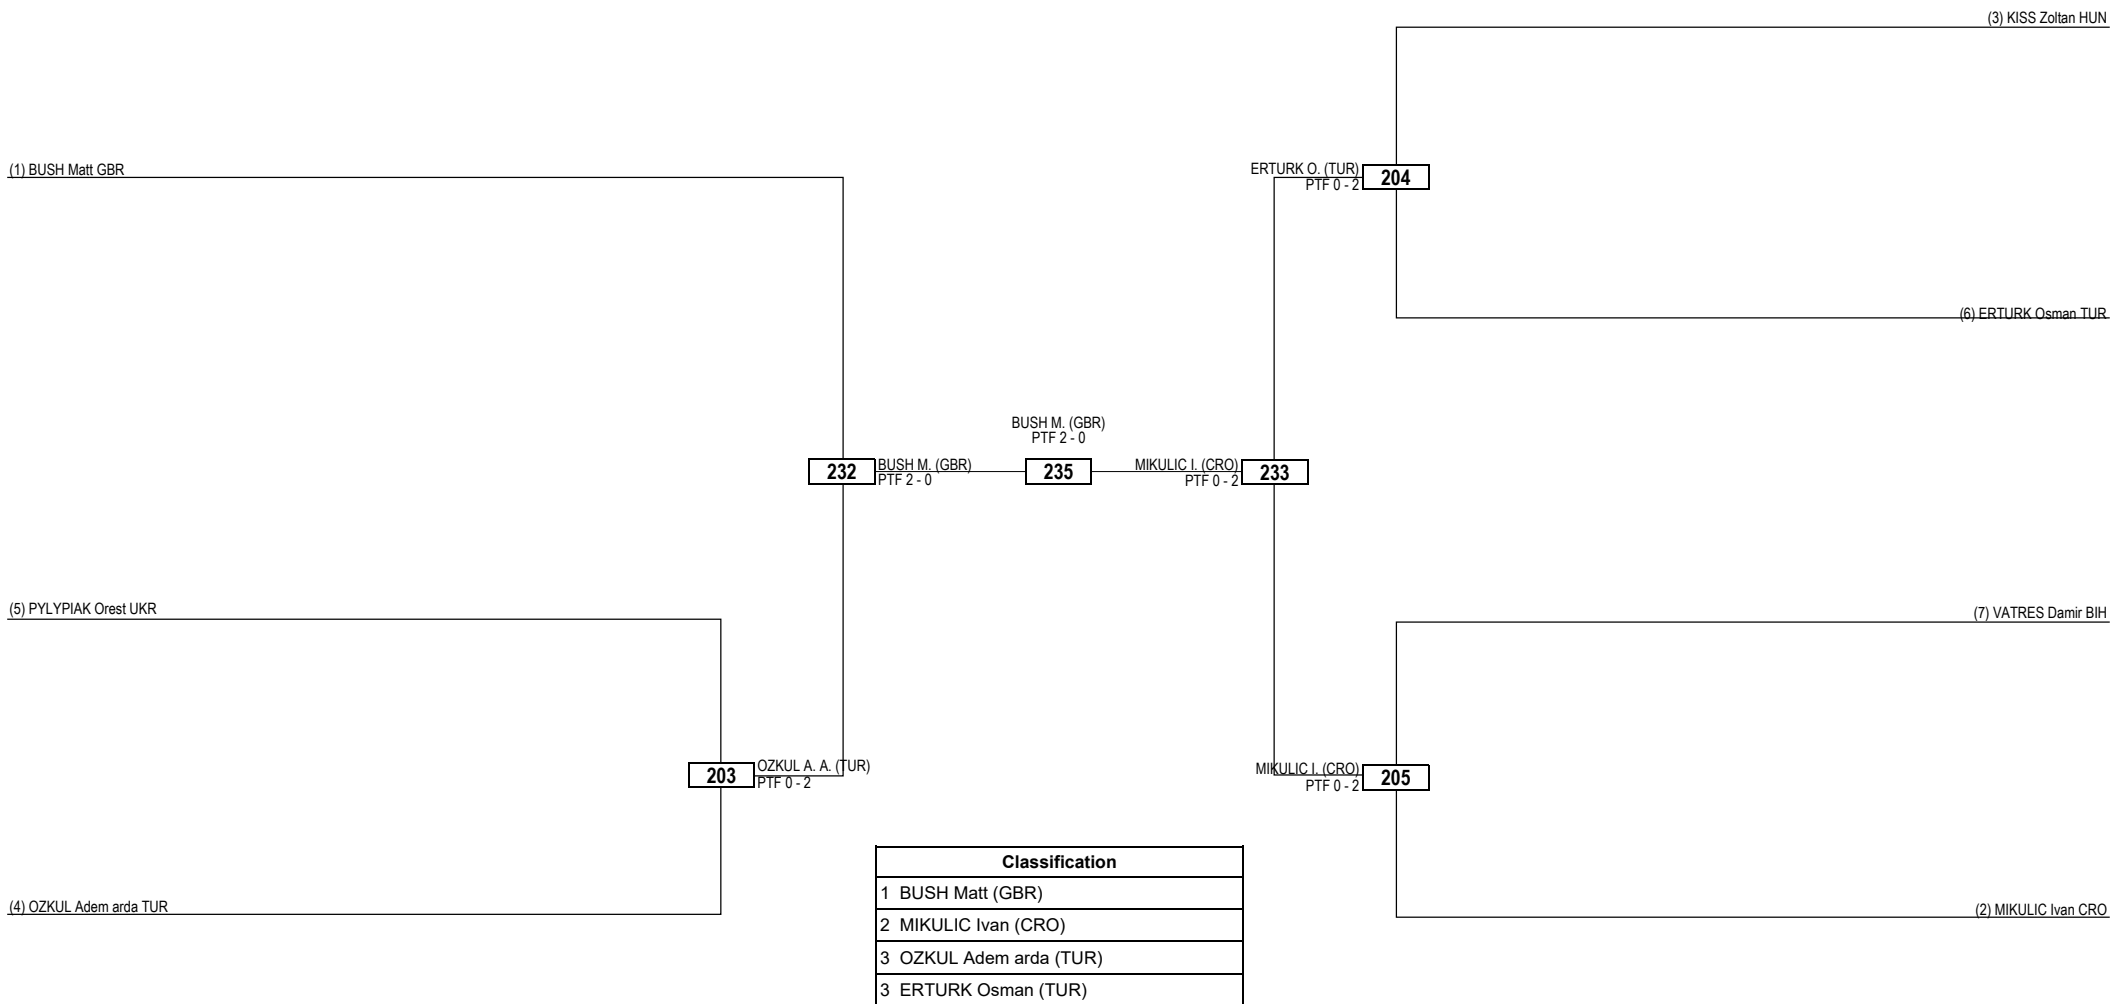 (3) KISS Zoltan HUN
(1) BUSH Matt GBR
ERTURK O. (TUR)
PTF 0 - 2
204
(6) ERTURK Osman TUR
BUSH M. (GBR)
PTF 2 - 0
232
BUSH M. (GBR)
PTF 2 - 0
235
MIKULIC I. (CRO)
PTF 0 - 2
233
(5) PYLYPIAK Orest UKR
(7) VATRES Damir BIH
203
OZKUL A. A. (TUR)
PTF 0 - 2
MIKULIC I. (CRO)
PTF 0 - 2
205
(4) OZKUL Adem arda TUR
(2) MIKULIC Ivan CRO
Classification
1 BUSH Matt (GBR)
2 MIKULIC Ivan (CRO)
3 OZKUL Adem arda (TUR)
3 ERTURK Osman (TUR)